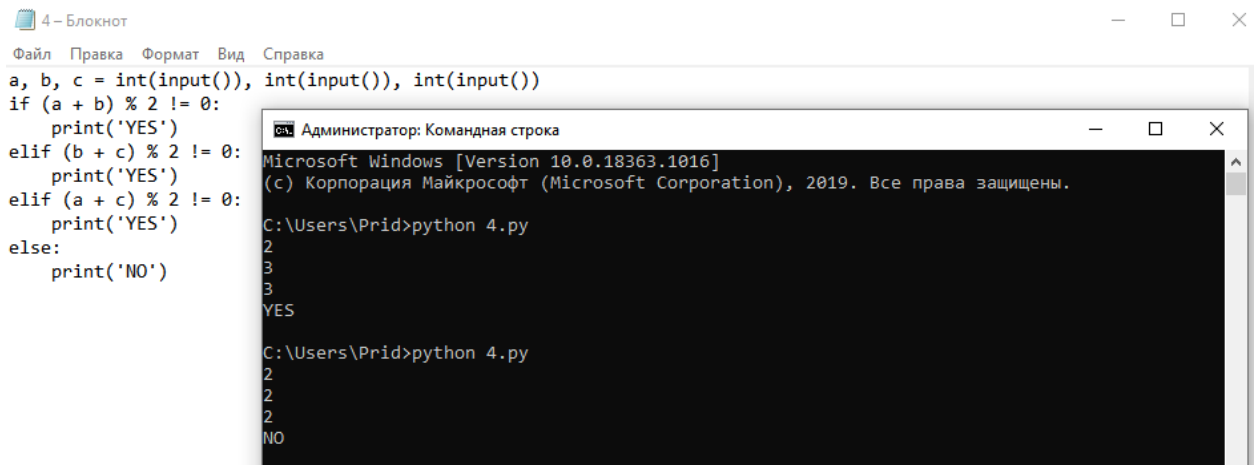 4 – Блокнот
Файл Правка Формат Вид Справка
a, b, c = int(input()), int(input()), int(input())
if (a + b) % 2 != 0:
    print('YES')
elif (b + c) % 2 != 0:
    print('YES')
elif (a + c) % 2 != 0:
    print('YES')
else:
    print('NO')
Администратор: Командная строка
Microsoft Windows [Version 10.0.18363.1016]
(c) Корпорация Майкрософт (Microsoft Corporation), 2019. Все права защищены.
C:\Users\Prid>python 4.py
2
3
3
YES
C:\Users\Prid>python 4.py
2
2
2
NO